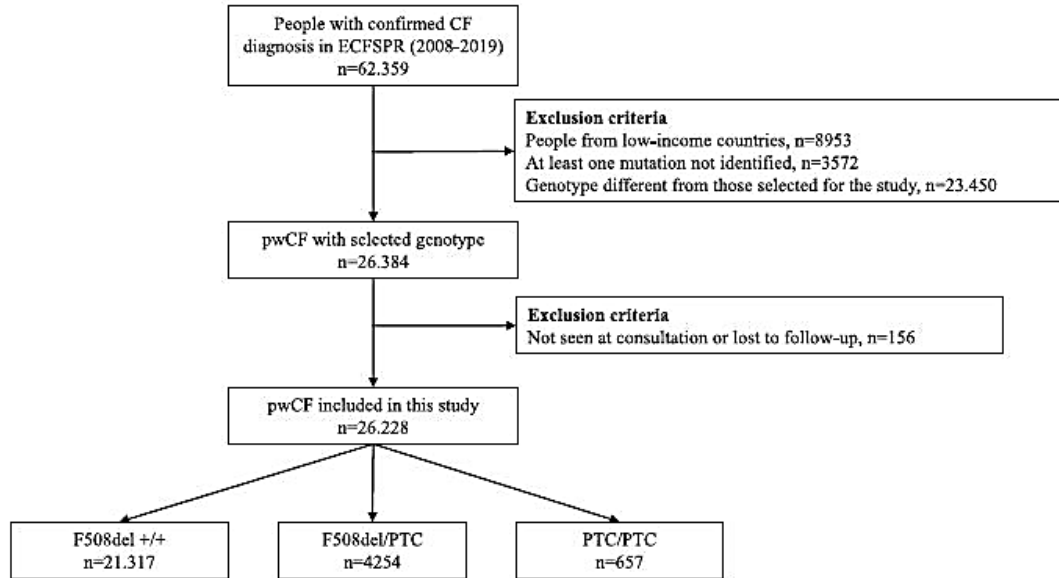 People with confirmed CF
diagnosis in ECFSPR (2008-2019)
n=62.359
Exclusion criteria
People from low-income countries, n=8953
At least one mutation not identified, n=3572
Genotype different from those selected for the study, n=23.450
pwCF with selected genotype
n=26.384
Exclusion criteria
Not seen at consultation or lost to follow-up, n=156
pwCF included in this study
n=26.228
F508del +/+
n=21.317
F508del/PTC
n=4254
PTC/PTC
n=657